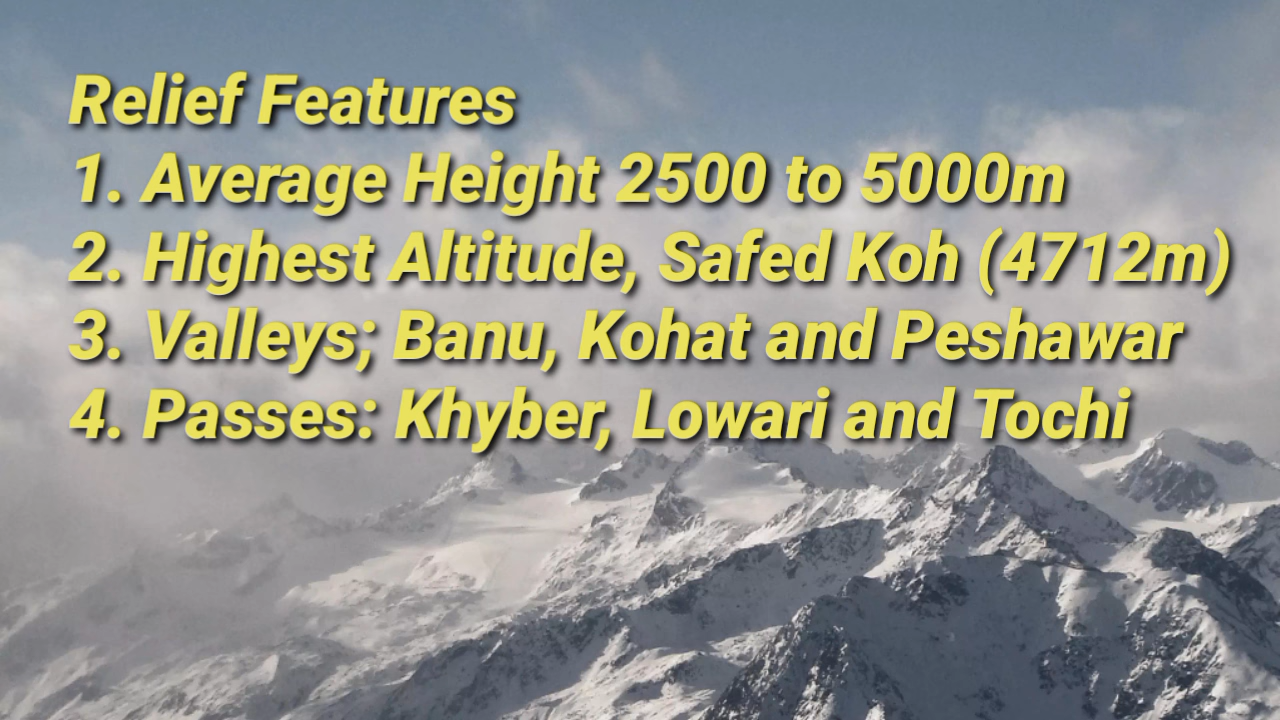 Relief Features
1. Average Height 2500 to 5000m
2. Highest Altitude, Safed Koh (4712m)
3. Valleys; Banu, Kohat and Peshawar
4. Passes: Khyber, Lowari and Tochi